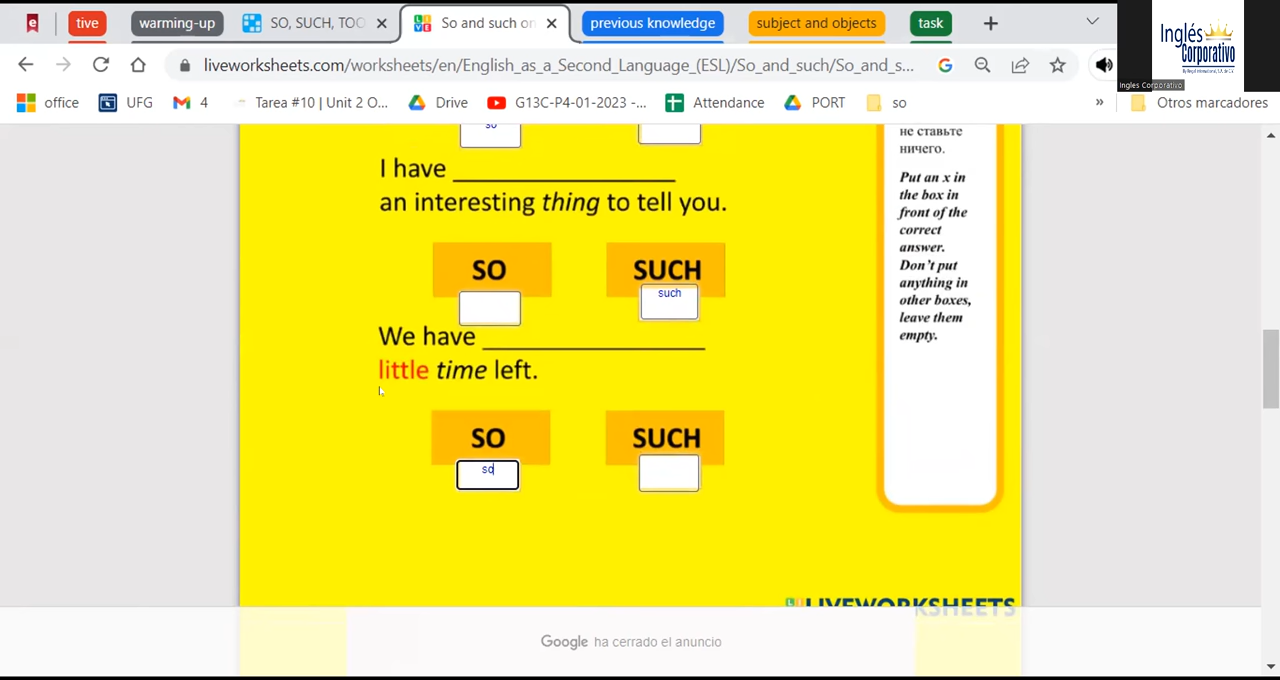 tive
warming-up
SO, SUCH, TOO
So and such on
previous knowledge
subject and objects
task
liveworksheets.com/worksheets/en/English_as_a_Second_Language_(ESL)/So_and_such/So_and_s...
Inglés
Corporativo
Ingles Corporativo
office
UFG
4
Tarea #10 | Unit 2 O...
Drive
G13C-P4-01-2023 -...
Attendance
PORT
so
»
Otros marcadores
so
I have
an interesting thing to tell you.
SO
SUCH
such
We have
little time left.
SO
SUCH
so
не ставьте
ничего.
Put an x in
the box in
front of the
correct
answer.
Don't put
anything in
other boxes,
leave them
empty.
LIVEWORKSHEETS
Google ha cerrado el anuncio